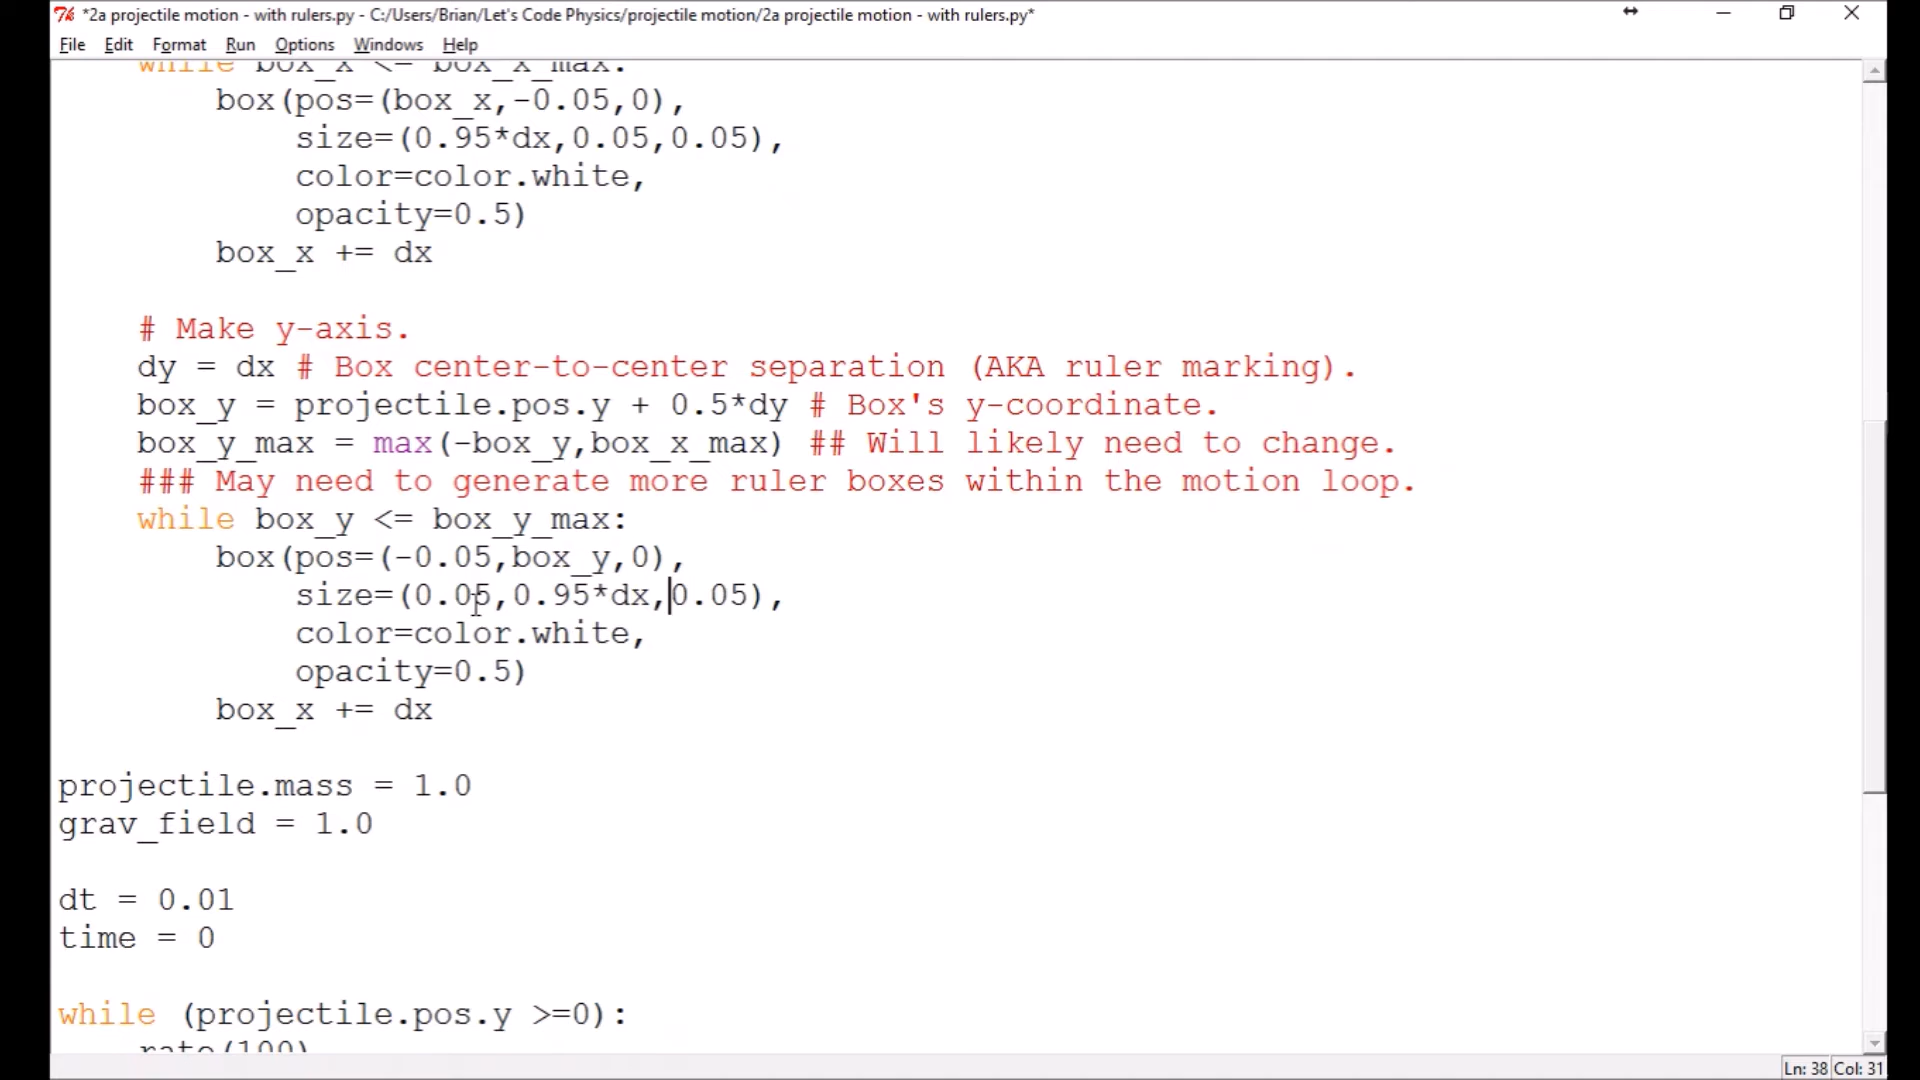 *2a projectile motion - with rulers.py - C:/Users/Brian/Let's Code Physics/projectile motion/2a projectile motion - with rulers.py*
File Edit Format Run Options Windows Help
while box_x <= box_x_max:
box(pos=(box_x,-0.05,0),
size=(0.95*dx,0.05,0.05),
color=color.white,
opacity=0.5)
box_x += dx
# Make y-axis.
dy = dx # Box center-to-center separation (AKA ruler marking).
box_y = projectile.pos.y + 0.5*dy # Box's y-coordinate.
box_y_max = max(-box_y,box_x_max) ## Will likely need to change.
### May need to generate more ruler boxes within the motion loop.
while box_y <= box_y_max:
box(pos=(-0.05,box_y,0),
size=(0.05,0.95*dx,0.05),
color=color.white,
opacity=0.5)
box_x += dx
projectile.mass = 1.0
grav_field = 1.0
dt = 0.01
time = 0
while (projectile.pos.y >=0):
rate(100)
Ln: 38 Col: 31